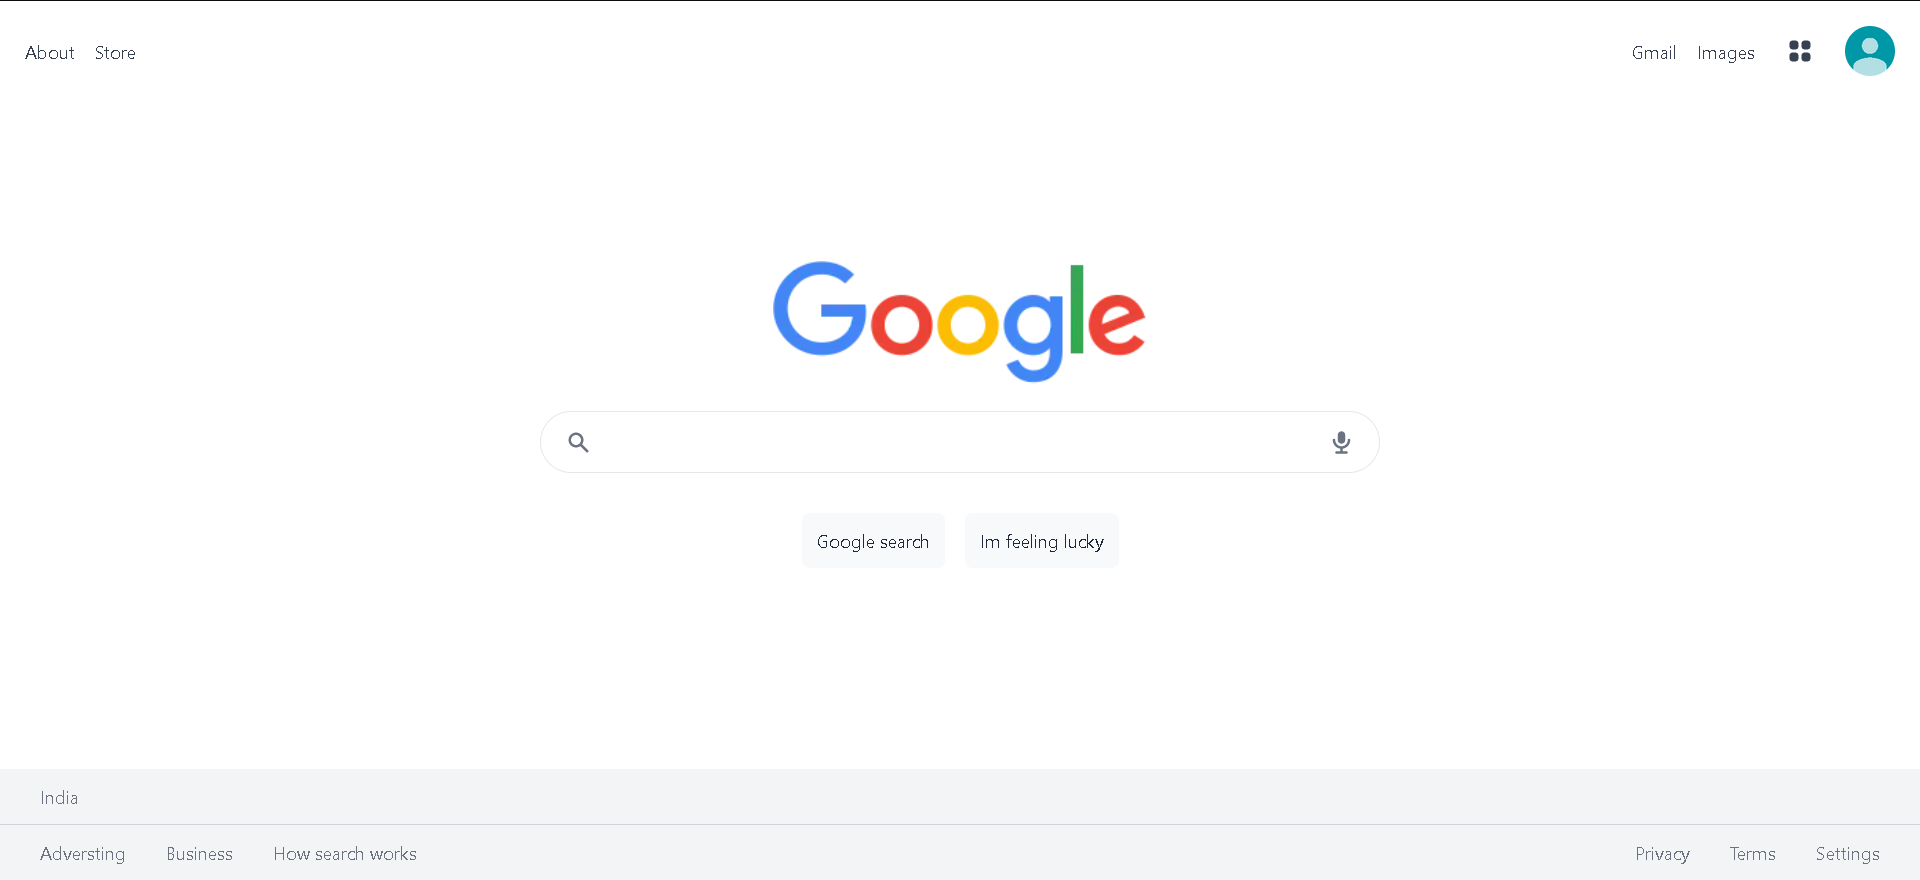 About Store Gmail Images
Google
Google search Im feeling lucky
India
Adversting Business How search works Privacy Terms Settings